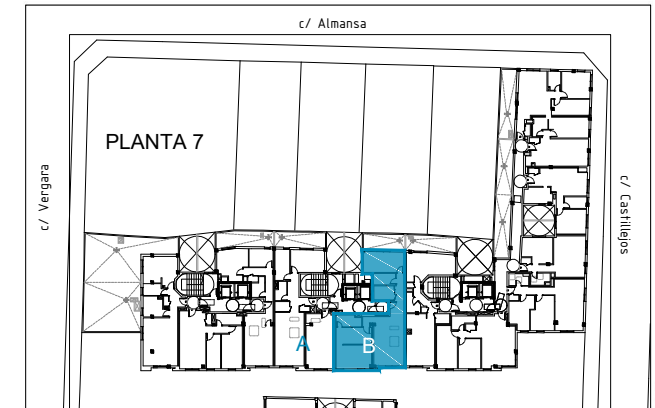 c/ Almansa
PLANTA 7
c/ Vergara
c/ Castillejos
A
B